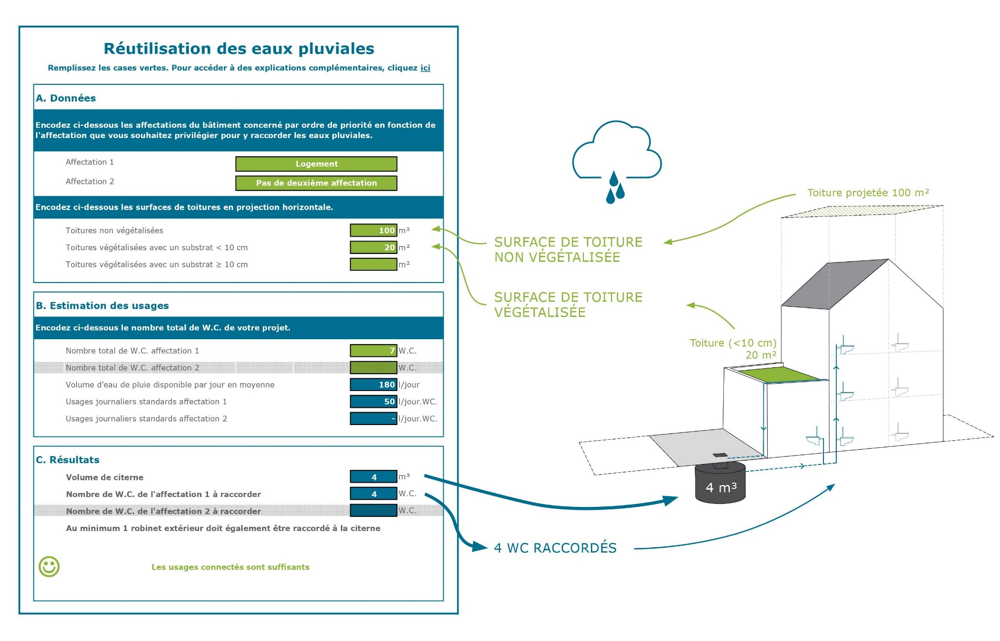 Réutilisation des eaux pluviales
Remplissez les cases vertes. Pour accéder à des explications complémentaires, cliquez ici
A. Données
Encodez ci-dessous les affectations du bâtiment concerné par ordre de priorité en fonction de
l'affectation que vous souhaitez privilégier pour y raccorder les eaux pluviales.
Affectation 1 Logement
Affectation 2 Pas de deuxième affectation
Encodez ci-dessous les surfaces de toitures en projection horizontale.
Toitures non végétalisées 100 m²
Toitures végétalisées avec un substrat < 10 cm 20 m²
Toitures végétalisées avec un substrat ≥ 10 cm m²
B. Estimation des usages
Encodez ci-dessous le nombre total de W.C. de votre projet.
Nombre total de W.C. affectation 1 7 W.C.
Nombre total de W.C. affectation 2 W.C.
Volume d'eau de pluie disponible par jour en moyenne 180 l/jour
Usages journaliers standards affectation 1 50 l/jour.WC.
Usages journaliers standards affectation 2 - l/jour.WC.
C. Résultats
Volume de citerne 4 m³
Nombre de W.C. de l'affectation 1 à raccorder 4 W.C.
Nombre de W.C. de l'affectation 2 à raccorder W.C.
Au minimum 1 robinet extérieur doit également être raccordé à la citerne
Les usages connectés sont suffisants
Toiture projetée 100 m²
SURFACE DE TOITURE
NON VÉGÉTALISÉE
SURFACE DE TOITURE
VÉGÉTALISÉE
Toiture (<10 cm)
20 m²
4 m³
4 WC RACCORDÉS